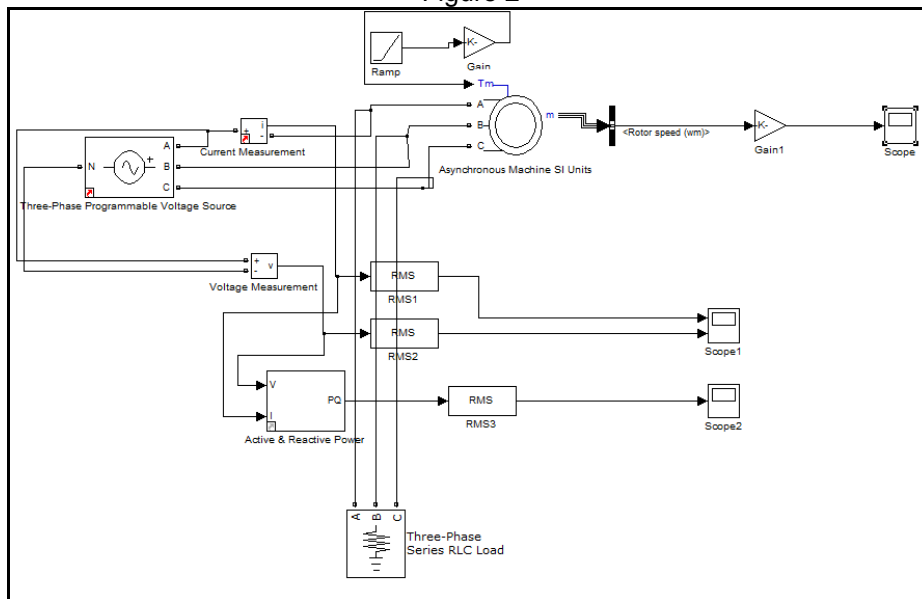 Figure 2
K-
Ramp
Gain
Tm
A
B
C
m
<Rotor speed (wm)>
K-
Gain1
Scope
Asynchronous Machine SI Units
+
-
i
Current Measurement
N
+
A
B
C
Three-Phase Programmable Voltage Source
+
-
v
Voltage Measurement
RMS
RMS1
RMS
RMS2
Scope1
V
I
PQ
Active & Reactive Power
RMS
RMS3
Scope2
A
B
C
Three-Phase
Series RLC Load